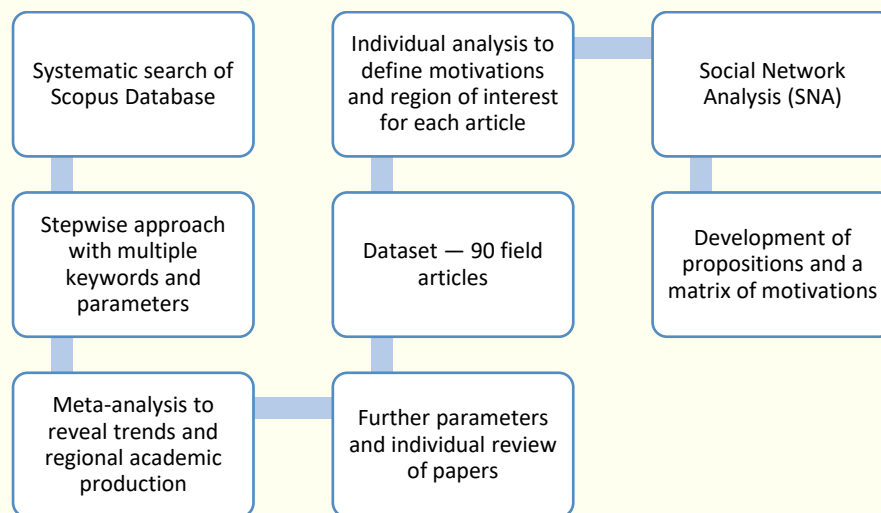 Systematic search of
Scopus Database
Stepwise approach
with multiple
keywords and
parameters
Meta-analysis to
reveal trends and
regional academic
production
Further parameters
and individual review
of papers
Dataset — 90 field
articles
Individual analysis to
define motivations
and region of interest
for each article
Social Network
Analysis (SNA)
Development of
propositions and a
matrix of motivations